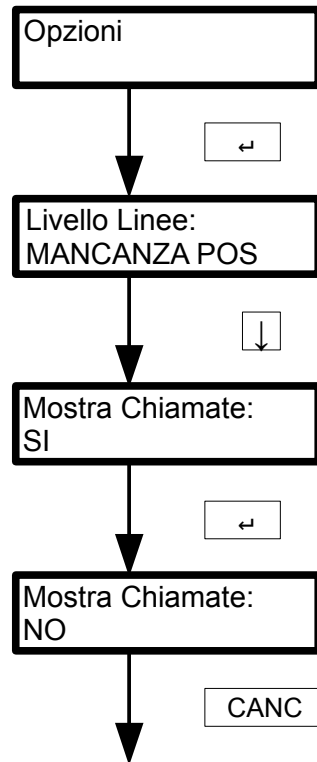 Opzioni
↵
Livello Linee:
MANCANZA POS
↓
Mostra Chiamate:
SI
↵
Mostra Chiamate:
NO
CANC